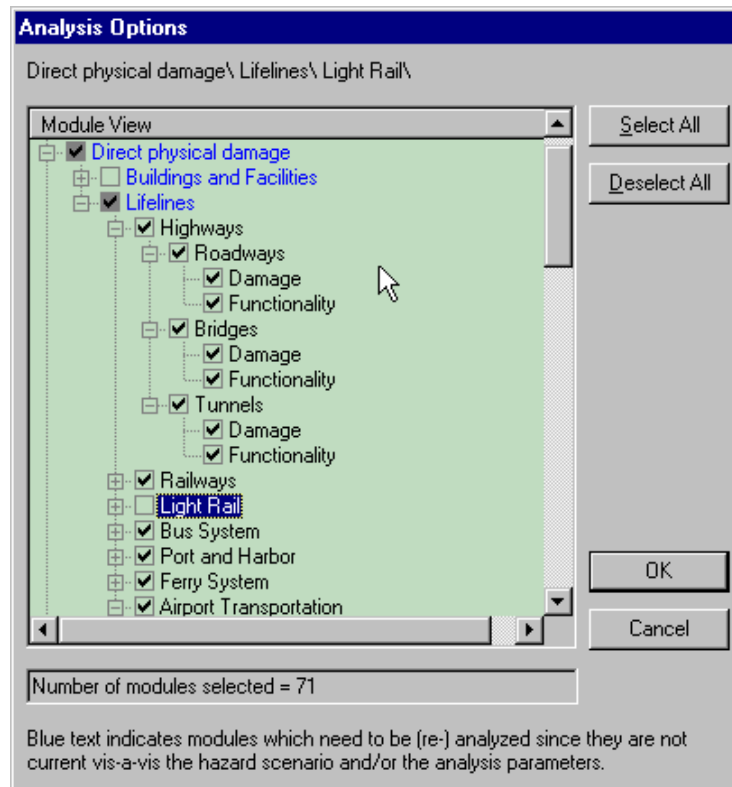 Analysis Options
Direct physical damage\ Lifelines\ Light Rail\
Module View
Direct physical damage
Buildings and Facilities
Lifelines
Highways
Roadways
Damage
Functionality
Bridges
Damage
Functionality
Tunnels
Damage
Functionality
Railways
Light Rail
Bus System
Port and Harbor
Ferry System
Airport Transportation
Select All
Deselect All
OK
Cancel
Number of modules selected = 71
Blue text indicates modules which need to be (re-) analyzed since they are not
current vis-a-vis the hazard scenario and/or the analysis parameters.